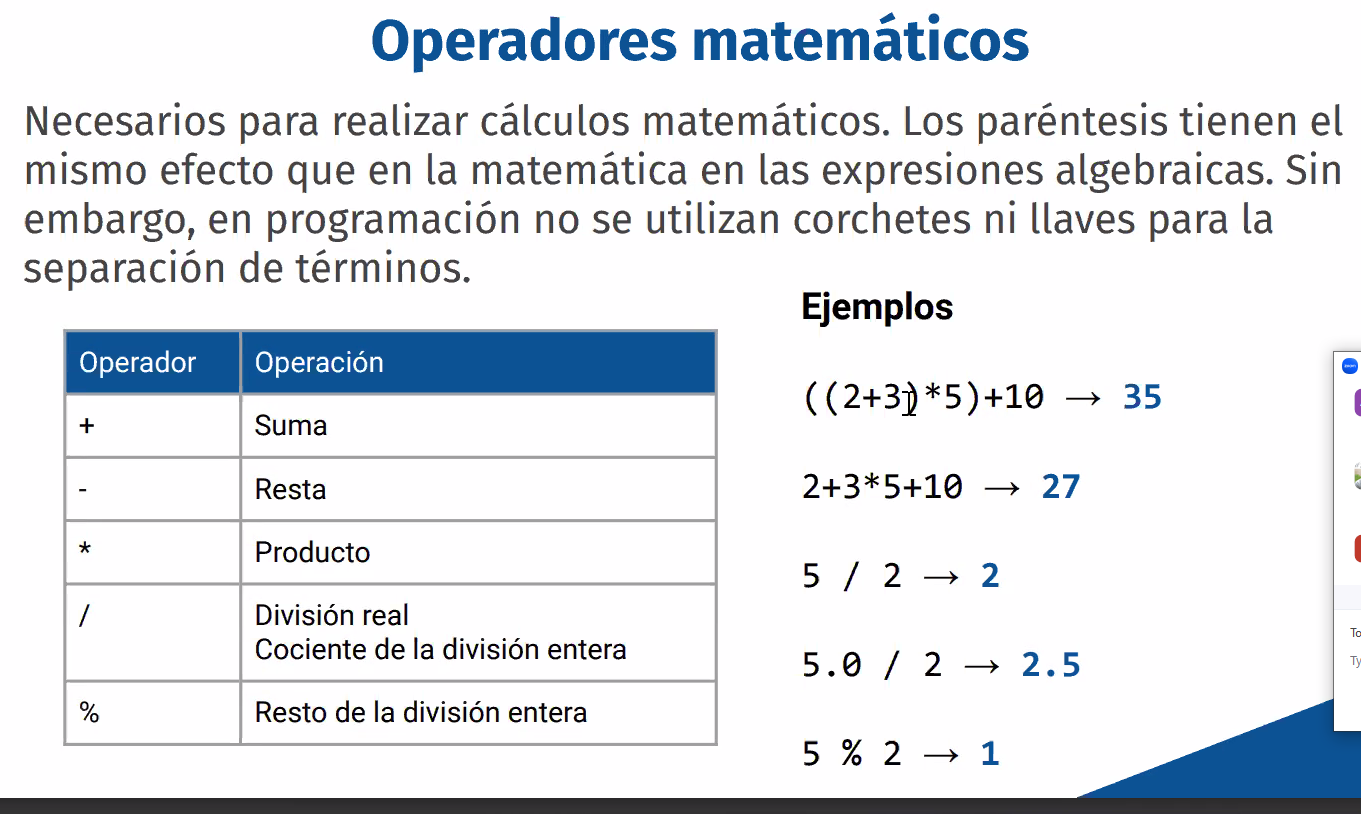 Operadores matemáticos
Necesarios para realizar cálculos matemáticos. Los paréntesis tienen el
mismo efecto que en la matemática en las expresiones algebraicas. Sin
embargo, en programación no se utilizan corchetes ni llaves para la
separación de términos.
Operador Operación
+ Suma
- Resta
* Producto
/ División real
Cociente de la división entera
% Resto de la división entera
Ejemplos
((2+3)*5)+10 → 35
2+3*5+10 → 27
5 / 2 → 2
5.0 / 2 → 2.5
5 % 2 → 1
To
Ty